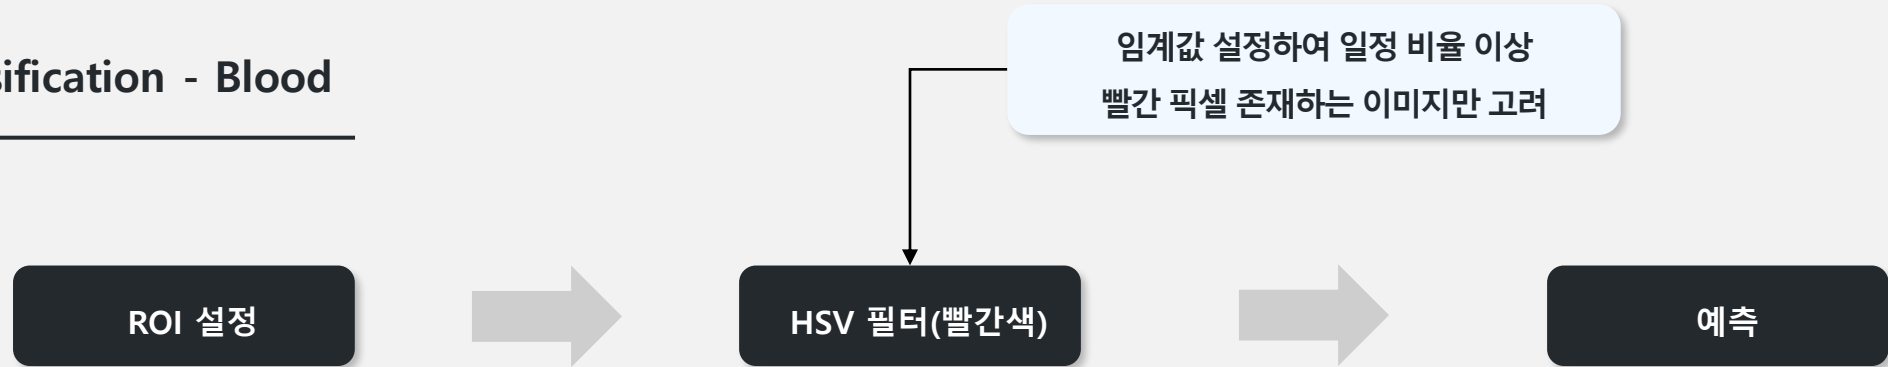 임계값 설정하여 일정 비율 이상
빨간 픽셀 존재하는 이미지만 고려
- Blood
ROI 설정
HSV 필터(빨간색)
예측